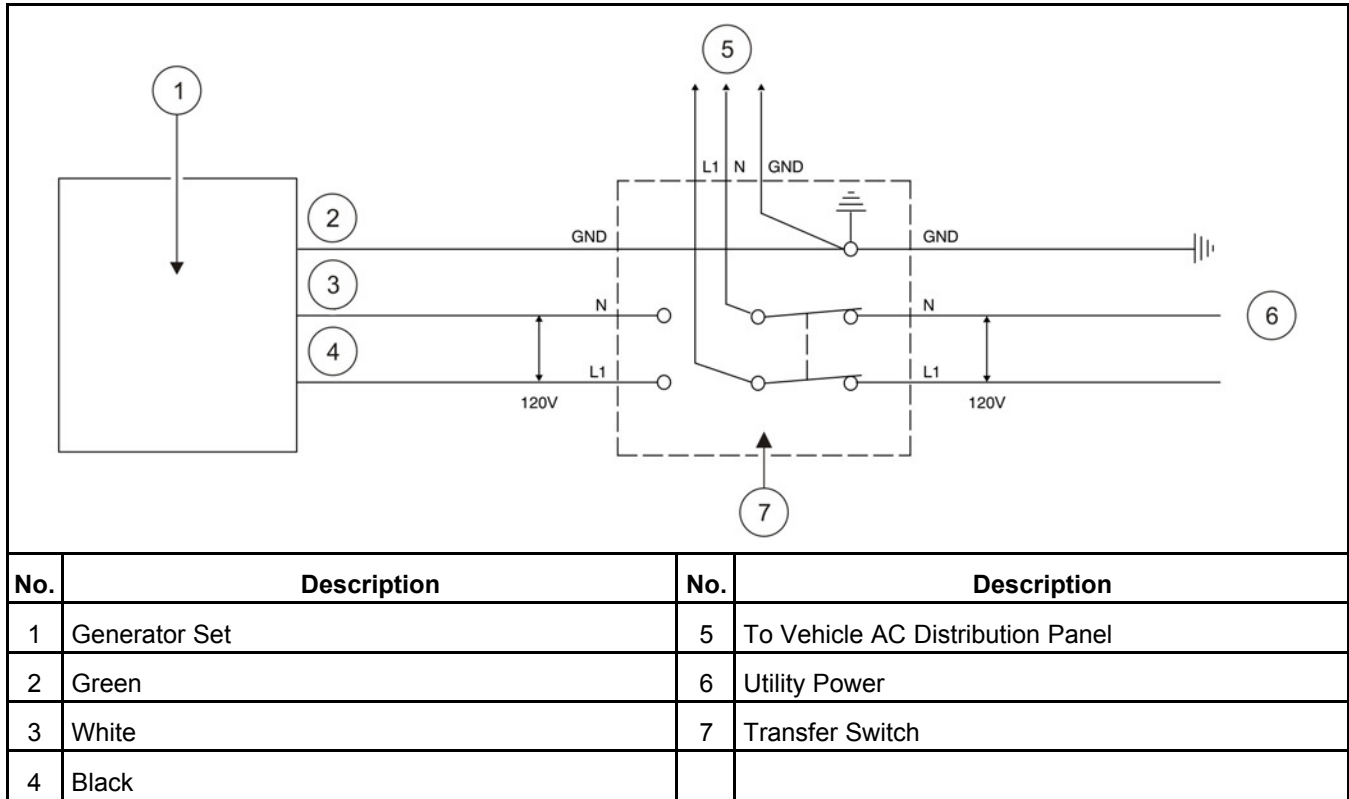 5
1
L1 N GND
2
GND GND
3
N N
6
4
L1 L1
120V 120V
7
No. Description No. Description
1 Generator Set 5 To Vehicle AC Distribution Panel
2 Green 6 Utility Power
3 White 7 Transfer Switch
4 Black